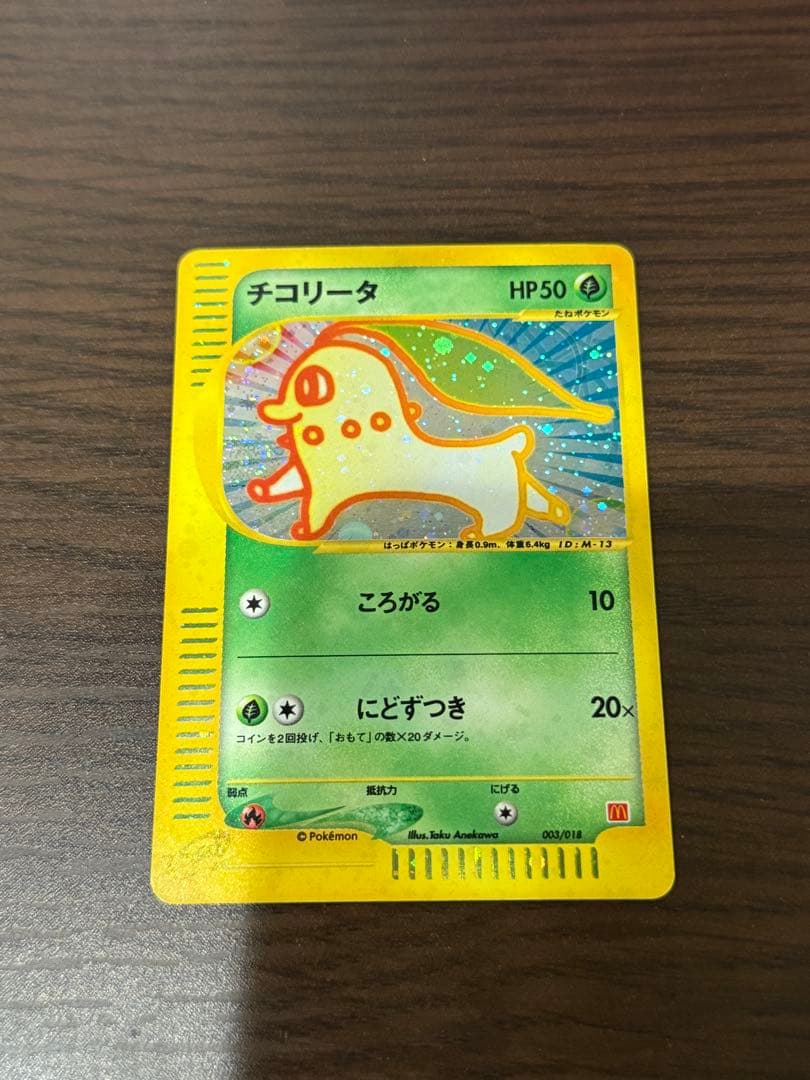 チコリータ HP50
たねポケモン
はっぱポケモン：身長0.9m、体重6.4kg ID：M-13
ころがる 10
にどずつき 20×
コインを2回投げ、「おもて」の数×20ダメージ。
弱点 抵抗力 にげる
©Pokémon Illus.Taku Anekawa 003/018